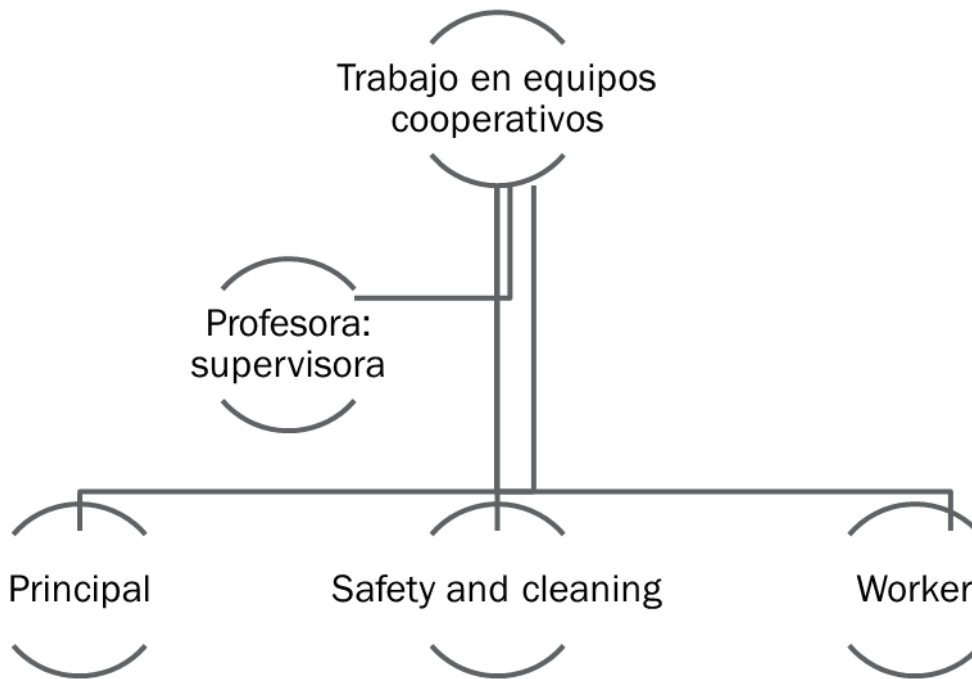 Trabajo en equipos
cooperativos
Profesora:
supervisora
Principal
Safety and cleaning
Worker